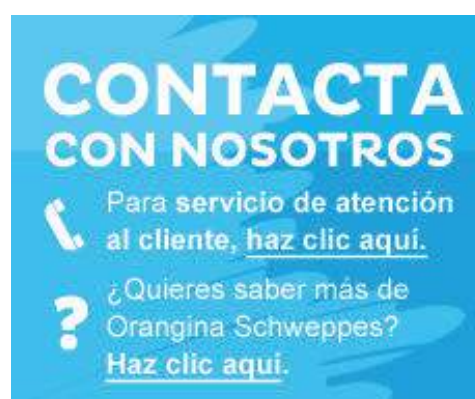 CONTACTA
CON NOSOTROS
Para servicio de atención
al cliente, haz clic aquí.
¿Quieres saber más de
Orangina Schweppes?
Haz clic aquí.